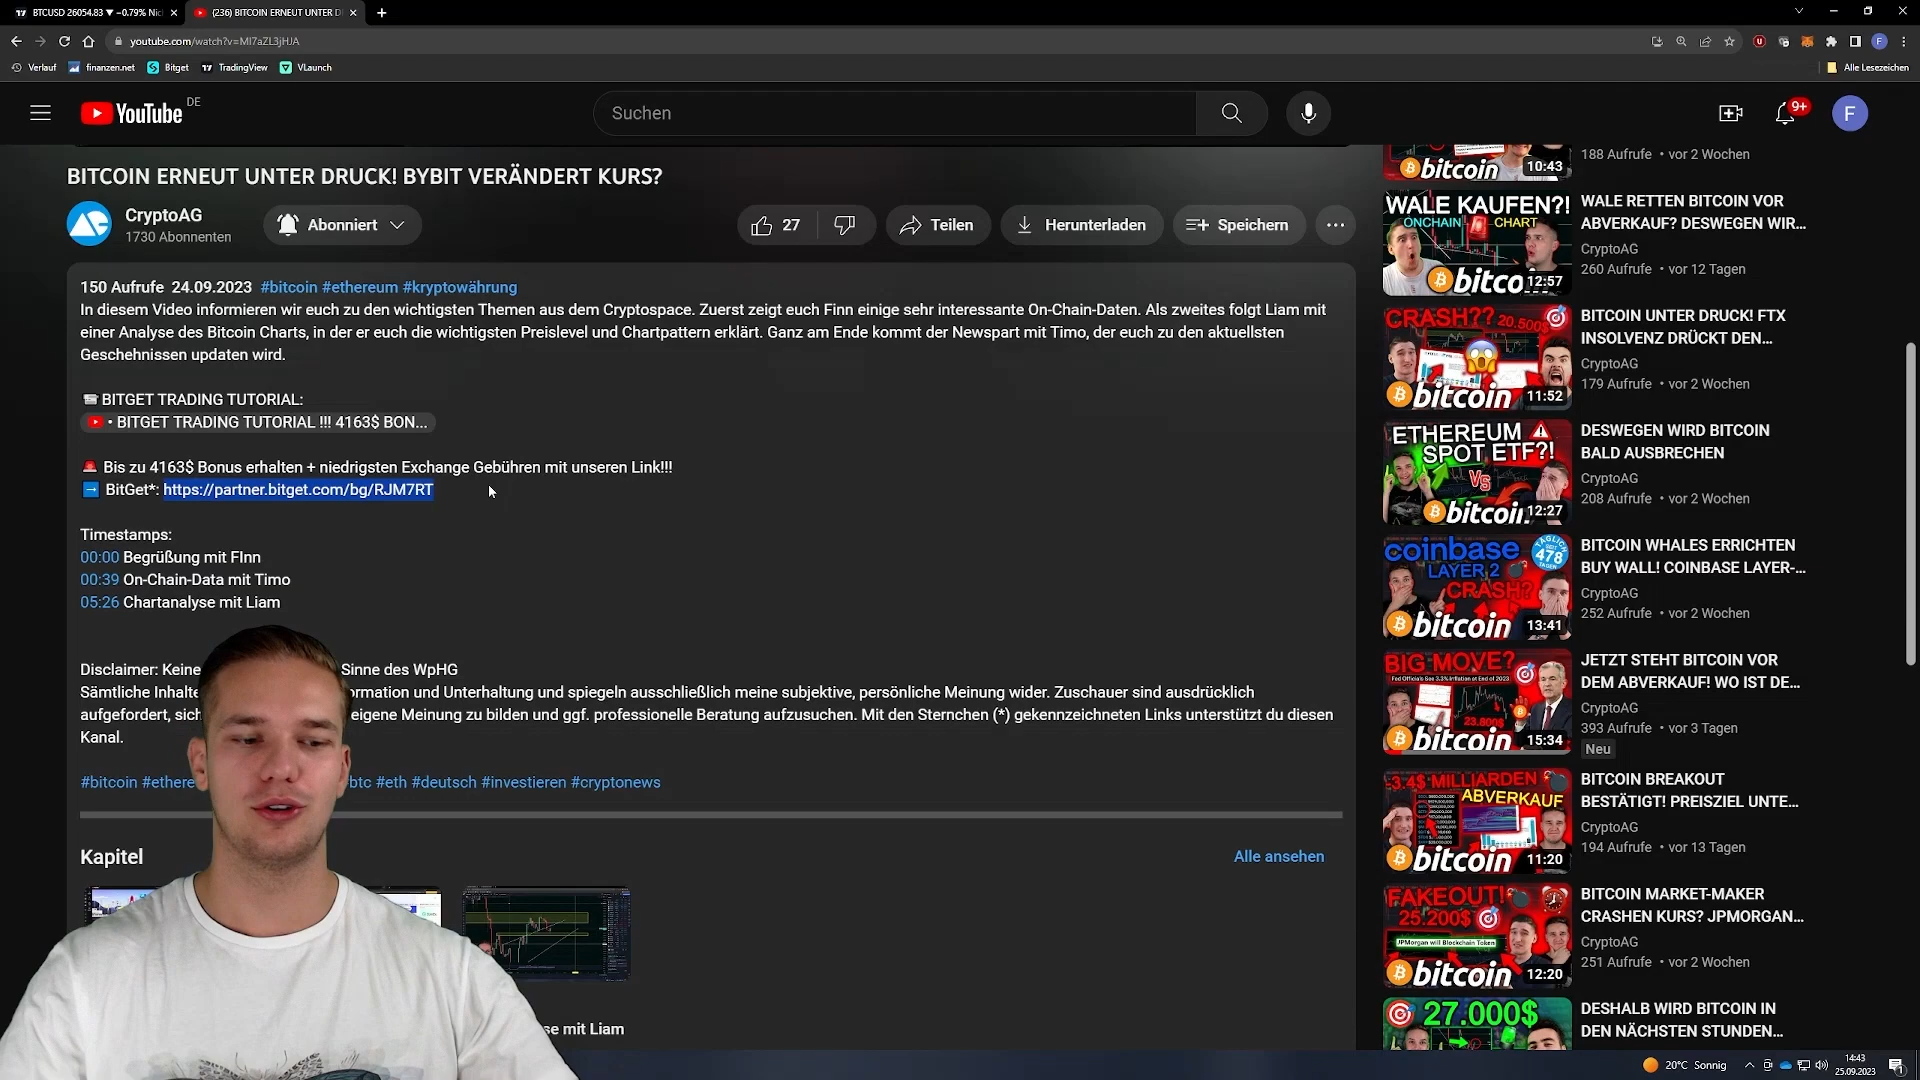 BTCUSD 26054.83 ▼ −0.79% Nic
(236) BITCOIN ERNEUT UNTER D
youtube.com/watch?v=MI7aZL3jHJA
Verlauf
finanzen.net
Bitget
TradingView
VLaunch
Alle Lesezeichen
YouTube DE
Suchen
9+
F
BITCOIN ERNEUT UNTER DRUCK! BYBIT VERÄNDERT KURS?
CryptoAG
1730 Abonnenten
Abonniert
27
Teilen
Herunterladen
Speichern
150 Aufrufe 24.09.2023 #bitcoin #ethereum #kryptowährung
In diesem Video informieren wir euch zu den wichtigsten Themen aus dem Cryptospace. Zuerst zeigt euch Finn einige sehr interessante On-Chain-Daten. Als zweites folgt Liam mit
einer Analyse des Bitcoin Charts, in der er euch die wichtigsten Preislevel und Chartpattern erklärt. Ganz am Ende kommt der Newspart mit Timo, der euch zu den aktuellsten
Geschehnissen updaten wird.
BITGET TRADING TUTORIAL:
• BITGET TRADING TUTORIAL !!! 4163$ BON...
Bis zu 4163$ Bonus erhalten + niedrigsten Exchange Gebühren mit unseren Link!!!
BitGet*: https://partner.bitget.com/bg/RJM7RT
Timestamps:
00:00 Begrüßung mit FInn
00:39 On-Chain-Data mit Timo
05:26 Chartanalyse mit Liam
Disclaimer: Keine Sinne des WpHG
Sämtliche Inhalte ormation und Unterhaltung und spiegeln ausschließlich meine subjektive, persönliche Meinung wider. Zuschauer sind ausdrücklich
aufgefordert, sich eigene Meinung zu bilden und ggf. professionelle Beratung aufzusuchen. Mit den Sternchen (*) gekennzeichneten Links unterstützt du diesen
Kanal.
#bitcoin #ethere btc #eth #deutsch #investieren #cryptonews
Kapitel
Alle ansehen
se mit Liam
bitcoin 10:43
188 Aufrufe • vor 2 Wochen
WALE KAUFEN?!
ONCHAIN CHART
bitco 12:57
WALE RETTEN BITCOIN VOR
ABVERKAUF? DESWEGEN WIR...
CryptoAG
260 Aufrufe • vor 12 Tagen
CRASH?? 20.500$
bitcoin 11:52
BITCOIN UNTER DRUCK! FTX
INSOLVENZ DRÜCKT DEN...
CryptoAG
179 Aufrufe • vor 2 Wochen
ETHEREUM
SPOT ETF?!
VS
bitcoin 12:27
DESWEGEN WIRD BITCOIN
BALD AUSBRECHEN
CryptoAG
208 Aufrufe • vor 2 Wochen
coinbase
LAYER 2
CRASH?
TÄGLICH
SEIT
478
TAGEN
bitcoin 13:41
BITCOIN WHALES ERRICHTEN
BUY WALL! COINBASE LAYER-...
CryptoAG
252 Aufrufe • vor 2 Wochen
BIG MOVE?
Fed Officials See 3.3% Inflation at End of 2023
23.800$
bitcoin 15:34
JETZT STEHT BITCOIN VOR
DEM ABVERKAUF! WO IST DE...
CryptoAG
393 Aufrufe • vor 3 Tagen
Neu
-3.4$ MILLIARDEN
ABVERKAUF
bitcoin 11:20
BITCOIN BREAKOUT
BESTÄTIGT! PREISZIEL UNTE...
CryptoAG
194 Aufrufe • vor 13 Tagen
FAKEOUT!
25.200$
JPMorgan will Blockchain Token
bitcoin 12:20
BITCOIN MARKET-MAKER
CRASHEN KURS? JPMORGAN...
CryptoAG
251 Aufrufe • vor 2 Wochen
27.000$
DESHALB WIRD BITCOIN IN
DEN NÄCHSTEN STUNDEN...
20°C Sonnig
14:43
25.09.2023
1